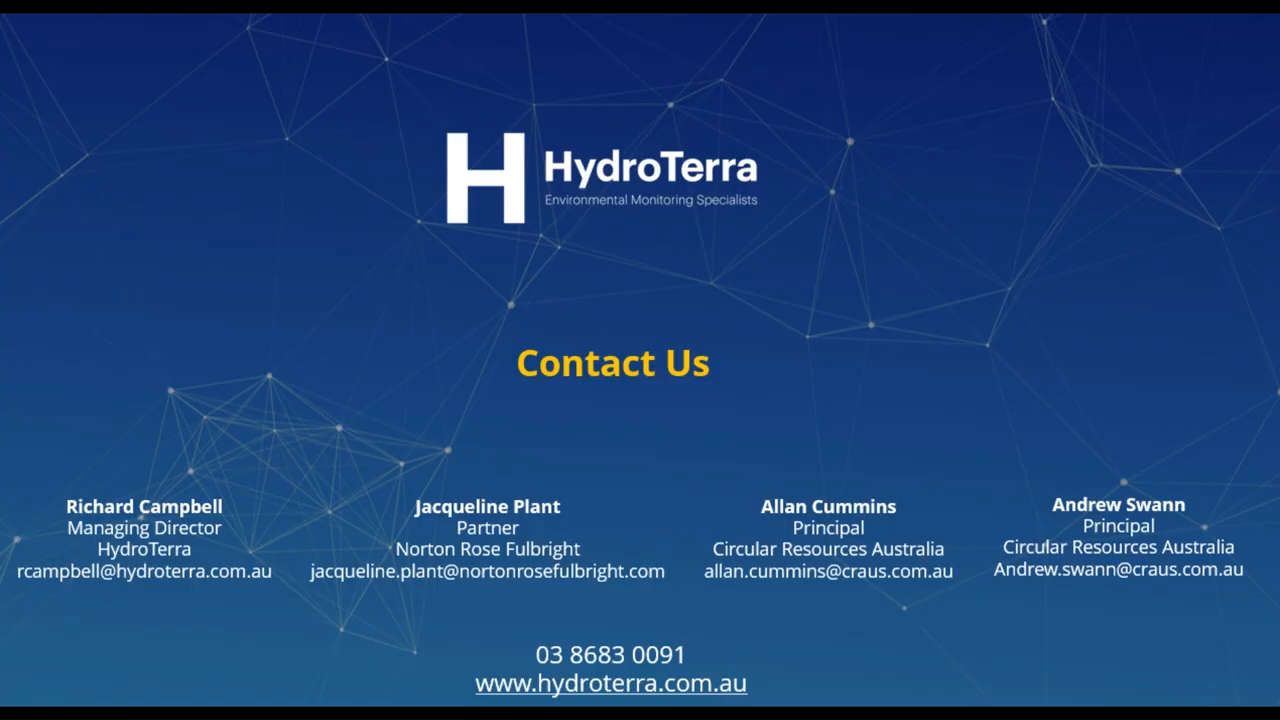 H HydroTerra
Environmental Monitoring Specialists
Contact Us
Richard Campbell
Managing Director
HydroTerra
rcampbell@hydroterra.com.au
Jacqueline Plant
Partner
Norton Rose Fulbright
jacqueline.plant@nortonrosefulbright.com
Allan Cummins
Principal
Circular Resources Australia
allan.cummins@craus.com.au
Andrew Swann
Principal
Circular Resources Australia
Andrew.swann@craus.com.au
03 8683 0091
www.hydroterra.com.au